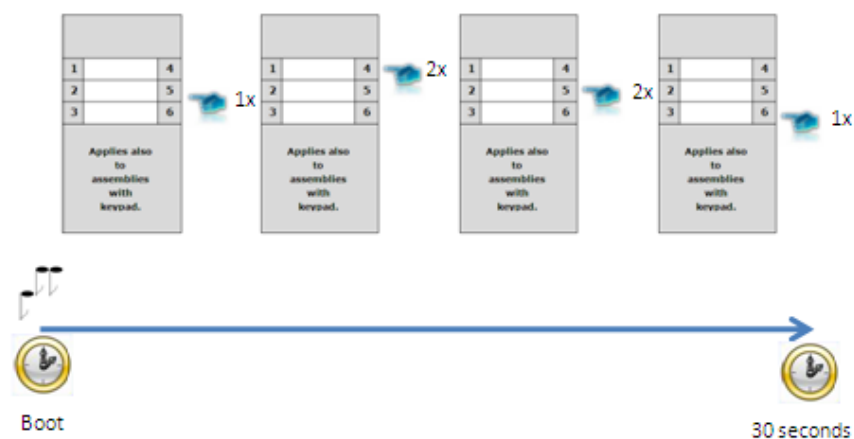 1 4
2 5
3 6
Applies also
to
assemblies
with
keypad.
1x
1 4
2 5
3 6
Applies also
to
assemblies
with
keypad.
2x
1 4
2 5
3 6
Applies also
to
assemblies
with
keypad.
2x
1 4
2 5
3 6
Applies also
to
assemblies
with
keypad.
1x
Boot
30 seconds